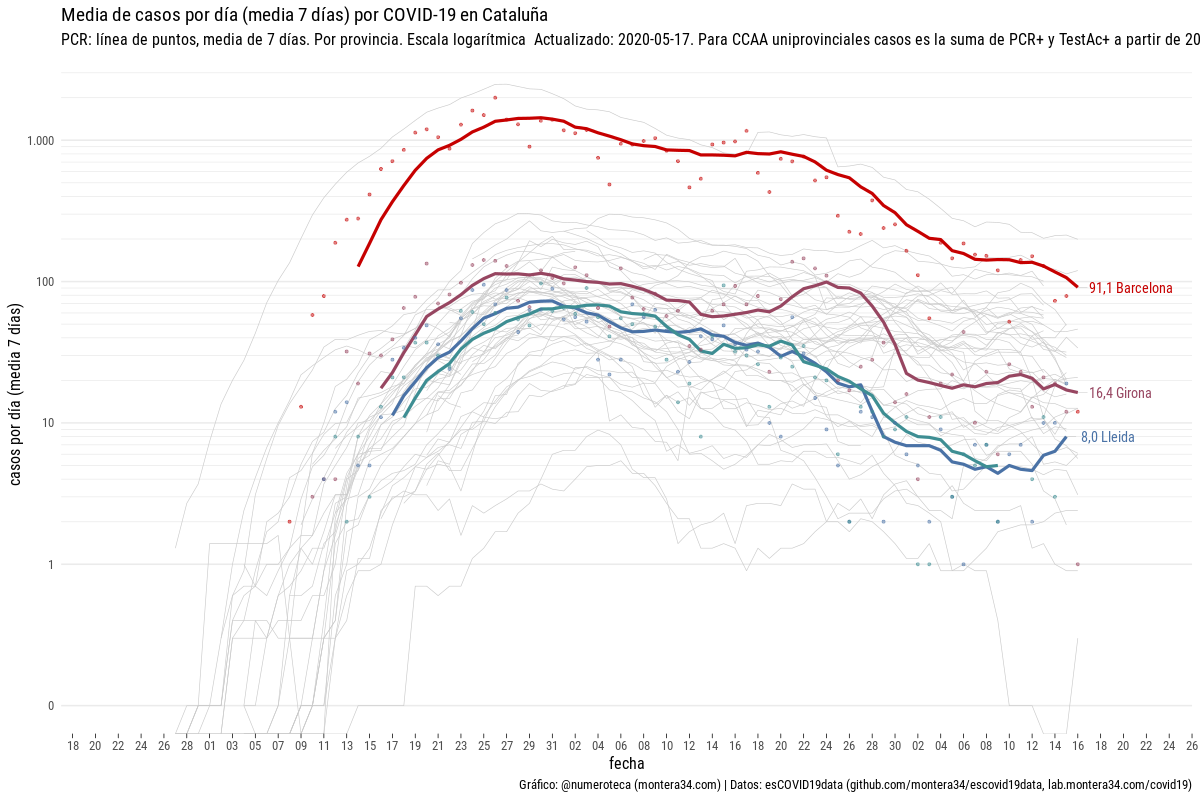 Media de casos por día (media 7 días) por COVID-19 en Cataluña
PCR: línea de puntos, media de 7 días. Por provincia. Escala logarítmica  Actualizado: 2020-05-17. Para CCAA uniprovinciales casos es la suma de PCR+ y TestAc+ a partir de 20
casos por día (media 7 días)
1.000
100
10
1
0
91,1 Barcelona
16,4 Girona
8,0 Lleida
18 20 22 24 26 28 01 03 05 07 09 11 13 15 17 19 21 23 25 27 29 31 02 04 06 08 10 12 14 16 18 20 22 24 26 28 30 02 04 06 08 10 12 14 16 18 20 22 24 26
fecha
Gráfico: @numeroteca (montera34.com) | Datos: esCOVID19data (github.com/montera34/escovid19data, lab.montera34.com/covid19)